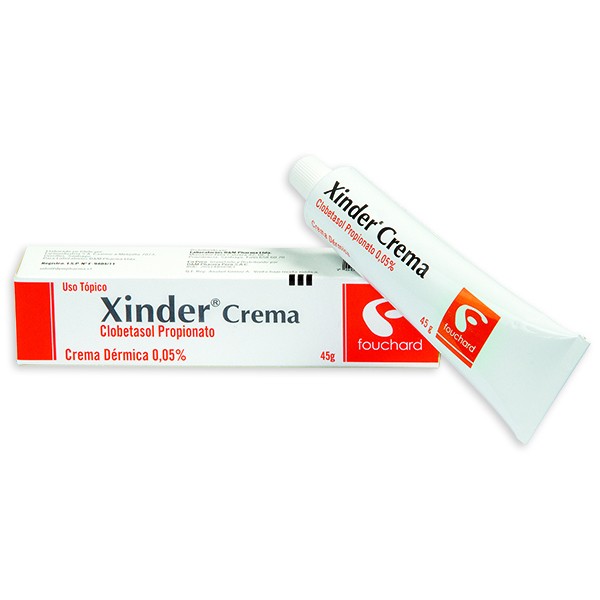 Uso Tópico
Xinder® Crema
Clobetasol Propionato
Crema Dérmica 0,05%
45g
fouchard
Xinder® Crema
Clobetasol Propionato 0,05%
Crema Dérmica
45 g
fouchard